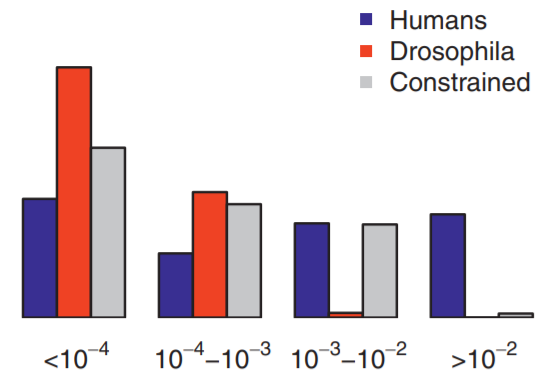 Humans
Drosophila
Constrained
<10⁻⁴ 10⁻⁴–10⁻³ 10⁻³–10⁻² >10⁻²